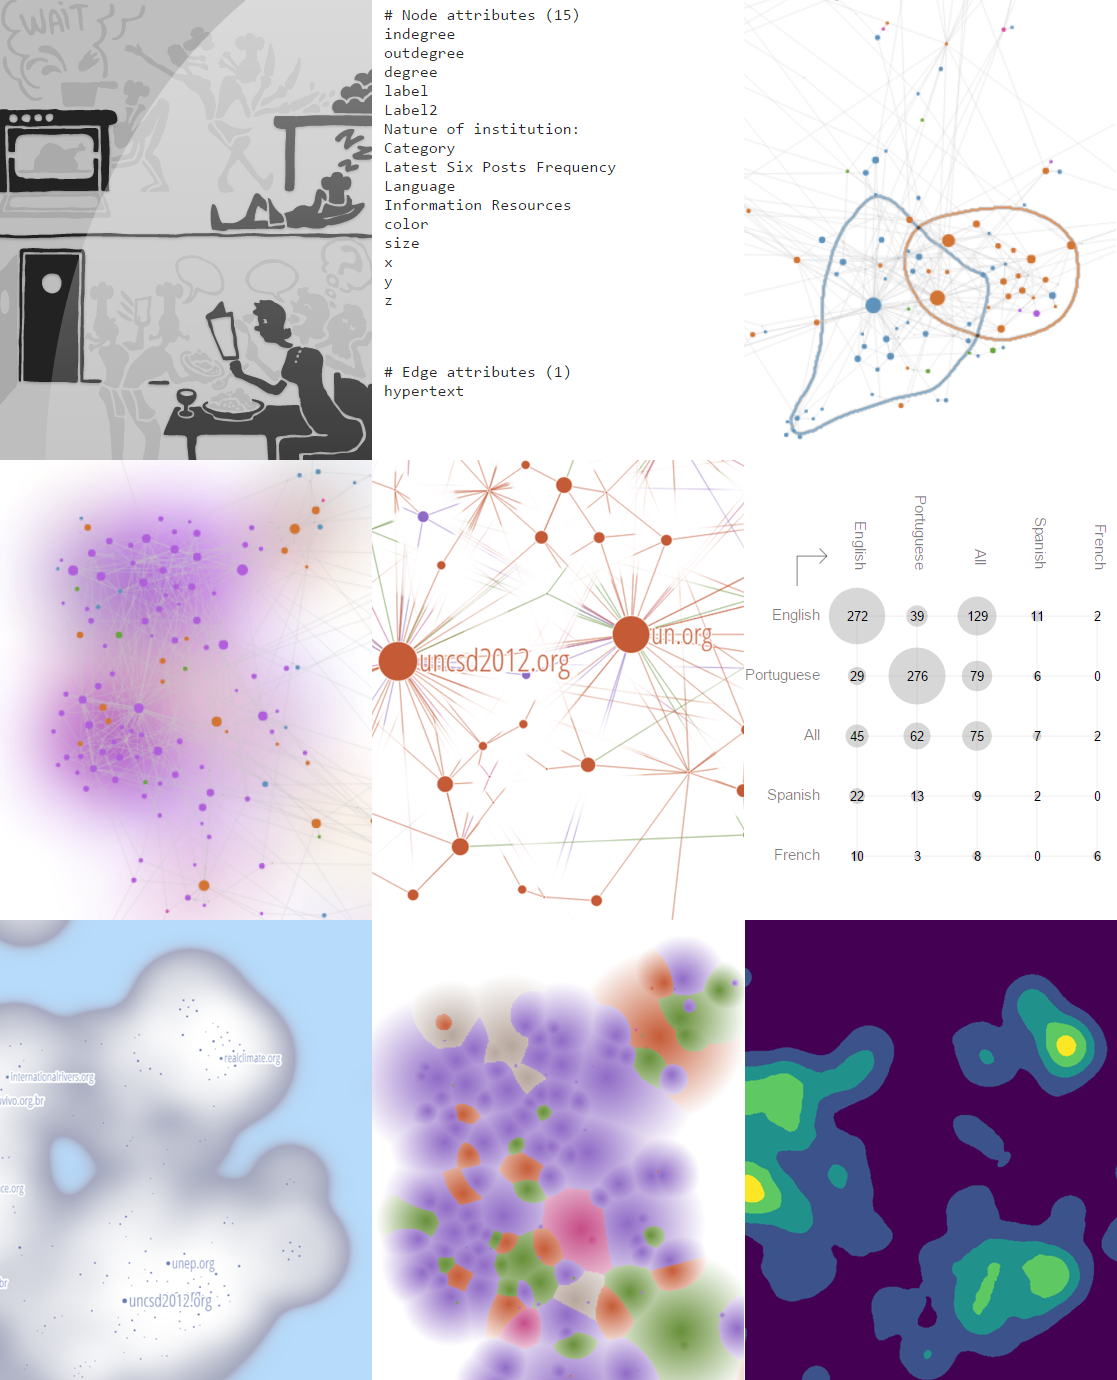 WAIT
# Node attributes (15)
indegree
outdegree
degree
label
Label2
Nature of institution:
Category
Latest Six Posts Frequency
Language
Information Resources
color
size
x
y
z
# Edge attributes (1)
hypertext
uncsd2012.org
un.org
English
Portuguese
All
Spanish
French
English 272 39 129 11 2
Portuguese 29 276 79 6 0
All 45 62 75 7 2
Spanish 22 13 9 2 0
French 10 3 8 0 6
realclimate.org
internationalrivers.org
vivo.org.br
ce.org
unep.org
br
uncsd2012.org